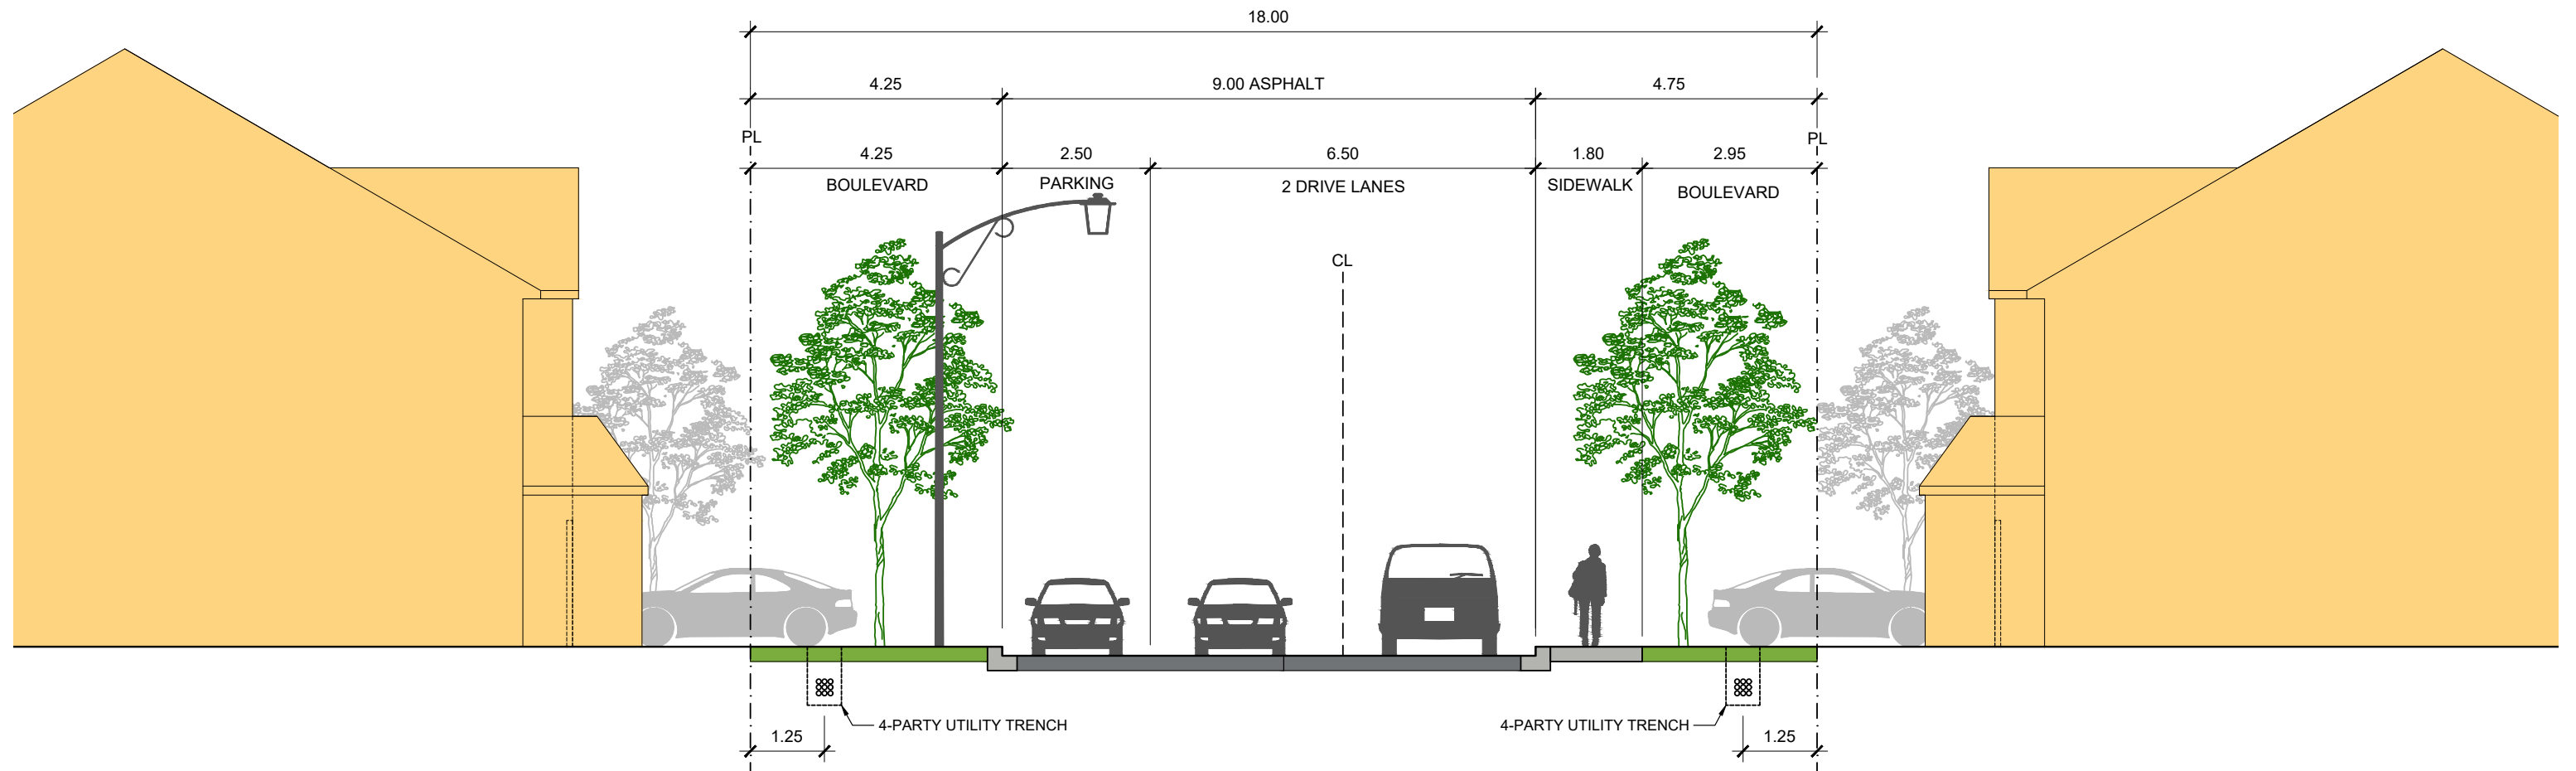 18.00
4.25
9.00 ASPHALT
4.75
PL
PL
4.25
2.50
6.50
1.80
2.95
BOULEVARD
PARKING
2 DRIVE LANES
SIDEWALK
BOULEVARD
CL
4-PARTY UTILITY TRENCH
4-PARTY UTILITY TRENCH
1.25
1.25